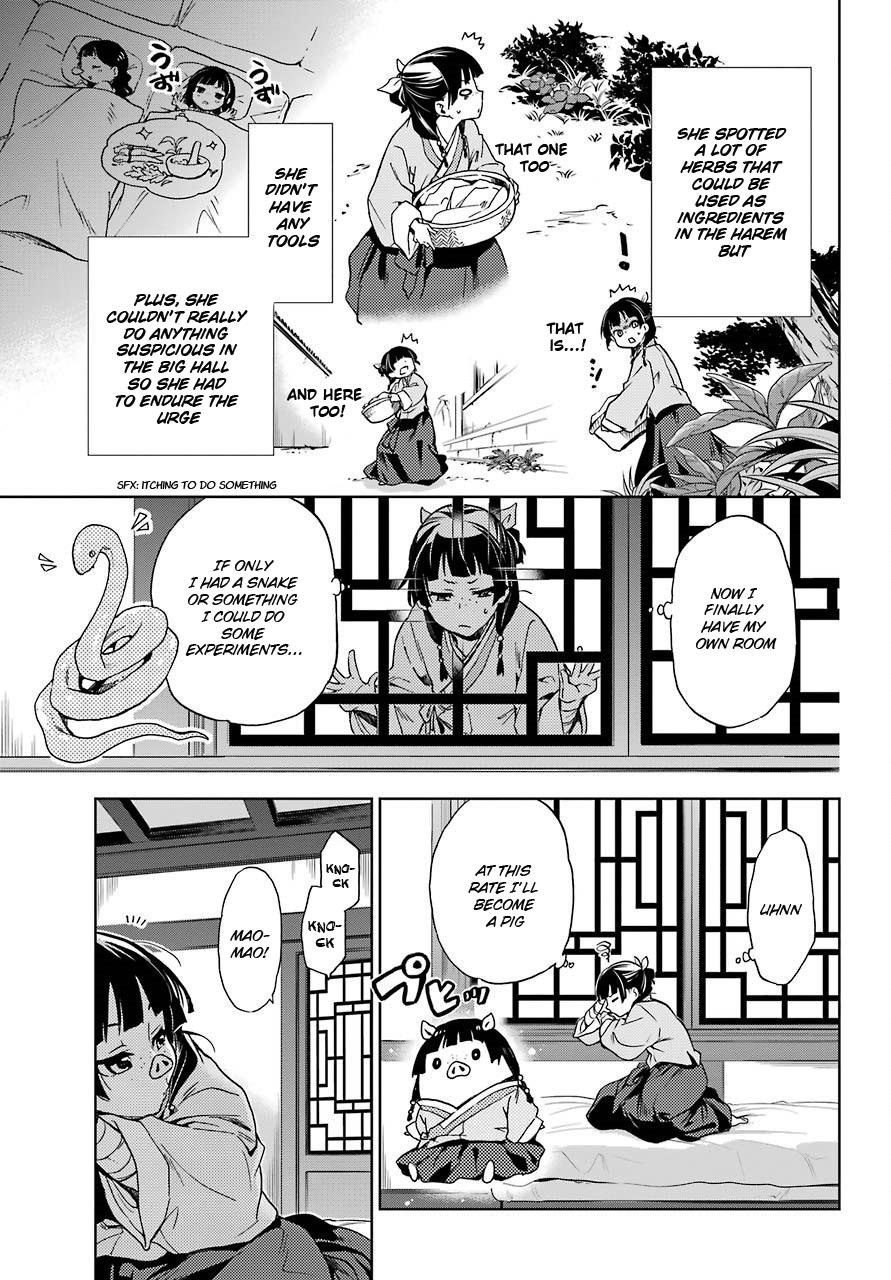 SHE SPOTTED
A LOT OF
HERBS THAT
COULD BE
USED AS
INGREDIENTS
IN THE HAREM
BUT
THAT
IS...!
!
THAT ONE
TOO
AND HERE
TOO!
SHE
DIDN'T
HAVE
ANY
TOOLS
うず
うず
PLUS, SHE
COULDN'T REALLY
DO ANYTHING
SUSPICIOUS IN
THE BIG HALL
SO SHE HAD
TO ENDURE THE
URGE
SFX: ITCHING TO DO SOMETHING
NOW I
FINALLY
HAVE MY
OWN ROOM
IF ONLY
I HAD A SNAKE
OR SOMETHING
I COULD DO
SOME
EXPERIMENTS...
UHNN
AT THIS
RATE I'LL
BECOME
A PIG
プヒッ
KNO-
CK
KNO-
CK
MAO-
MAO!